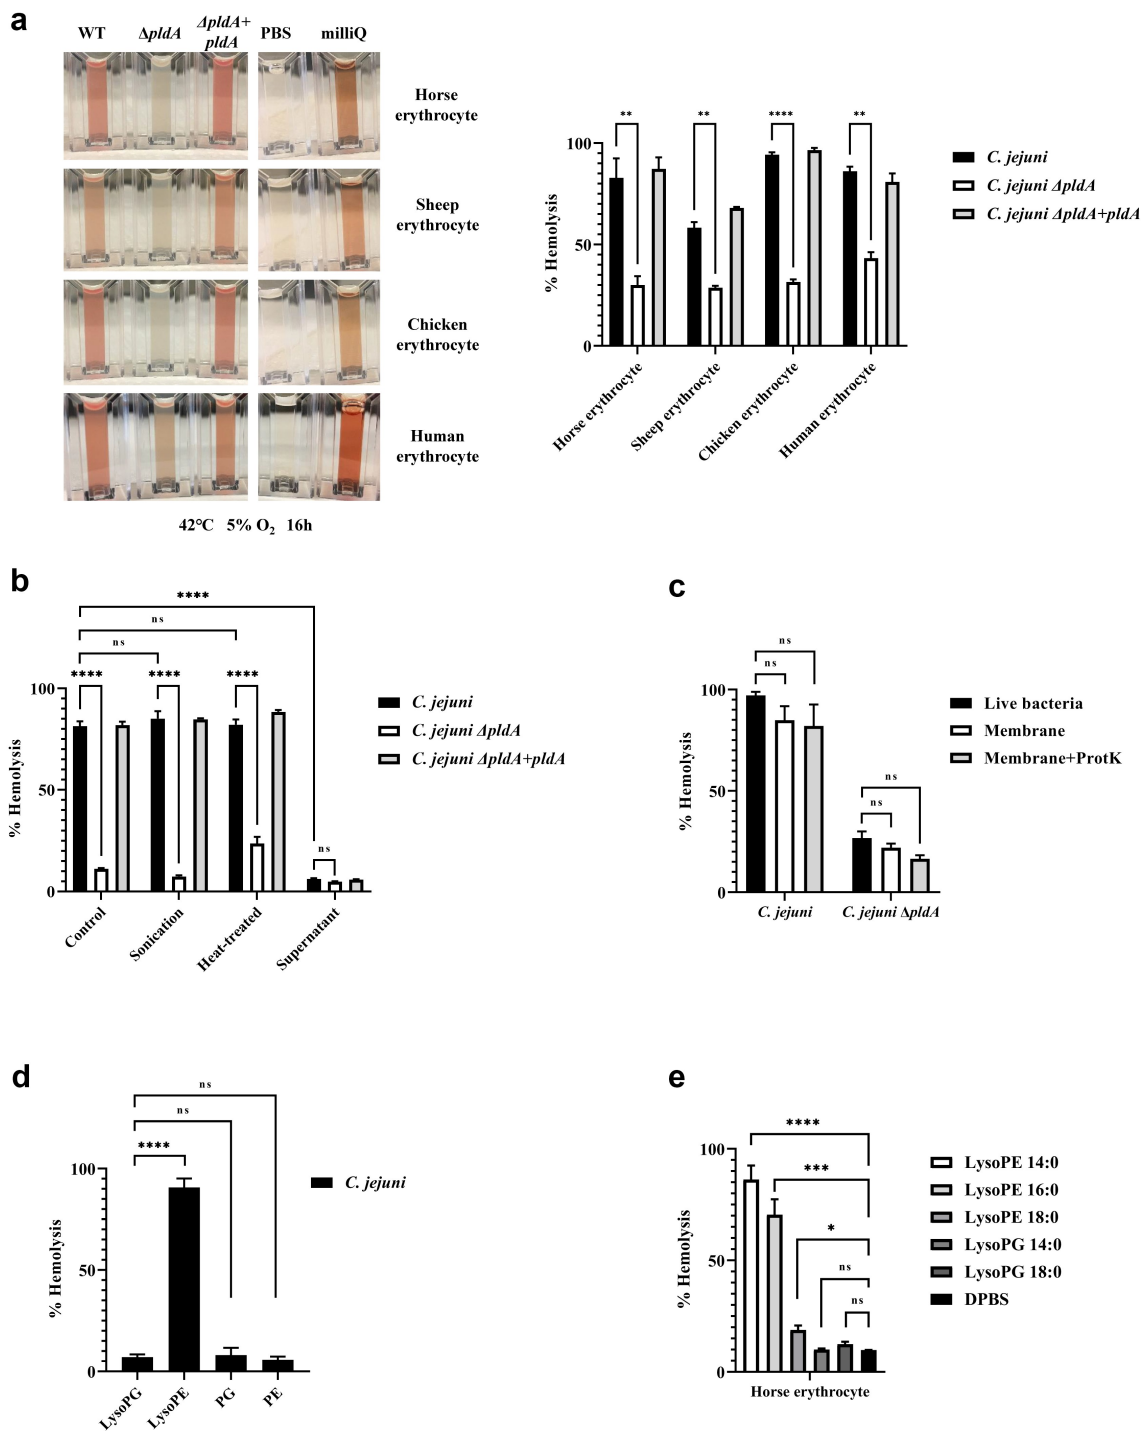 a
WT ΔpldA ΔpldA+ PBS milliQ
pldA
Horse
erythrocyte
Sheep
erythrocyte
Chicken
erythrocyte
Human
erythrocyte
42°C 5% O2 16h
** ** **** **
100
50
0
% Hemolysis
Horse erythrocyte
Sheep erythrocyte
Chicken erythrocyte
Human erythrocyte
C. jejuni
C. jejuni ΔpldA
C. jejuni ΔpldA+pldA
b
****
ns
ns
**** **** ****
ns
100
50
0
% Hemolysis
Control
Sonication
Heat-treated
Supernatant
C. jejuni
C. jejuni ΔpldA
C. jejuni ΔpldA+pldA
c
ns
ns
ns
ns
100
50
0
% Hemolysis
C. jejuni C. jejuni ΔpldA
Live bacteria
Membrane
Membrane+ProtK
d
ns
ns
****
100
50
0
% Hemolysis
LysoPG
LysoPE
PG
PE
C. jejuni
e
****
***
*
ns
ns
100
50
0
% Hemolysis
Horse erythrocyte
LysoPE 14:0
LysoPE 16:0
LysoPE 18:0
LysoPG 14:0
LysoPG 18:0
DPBS